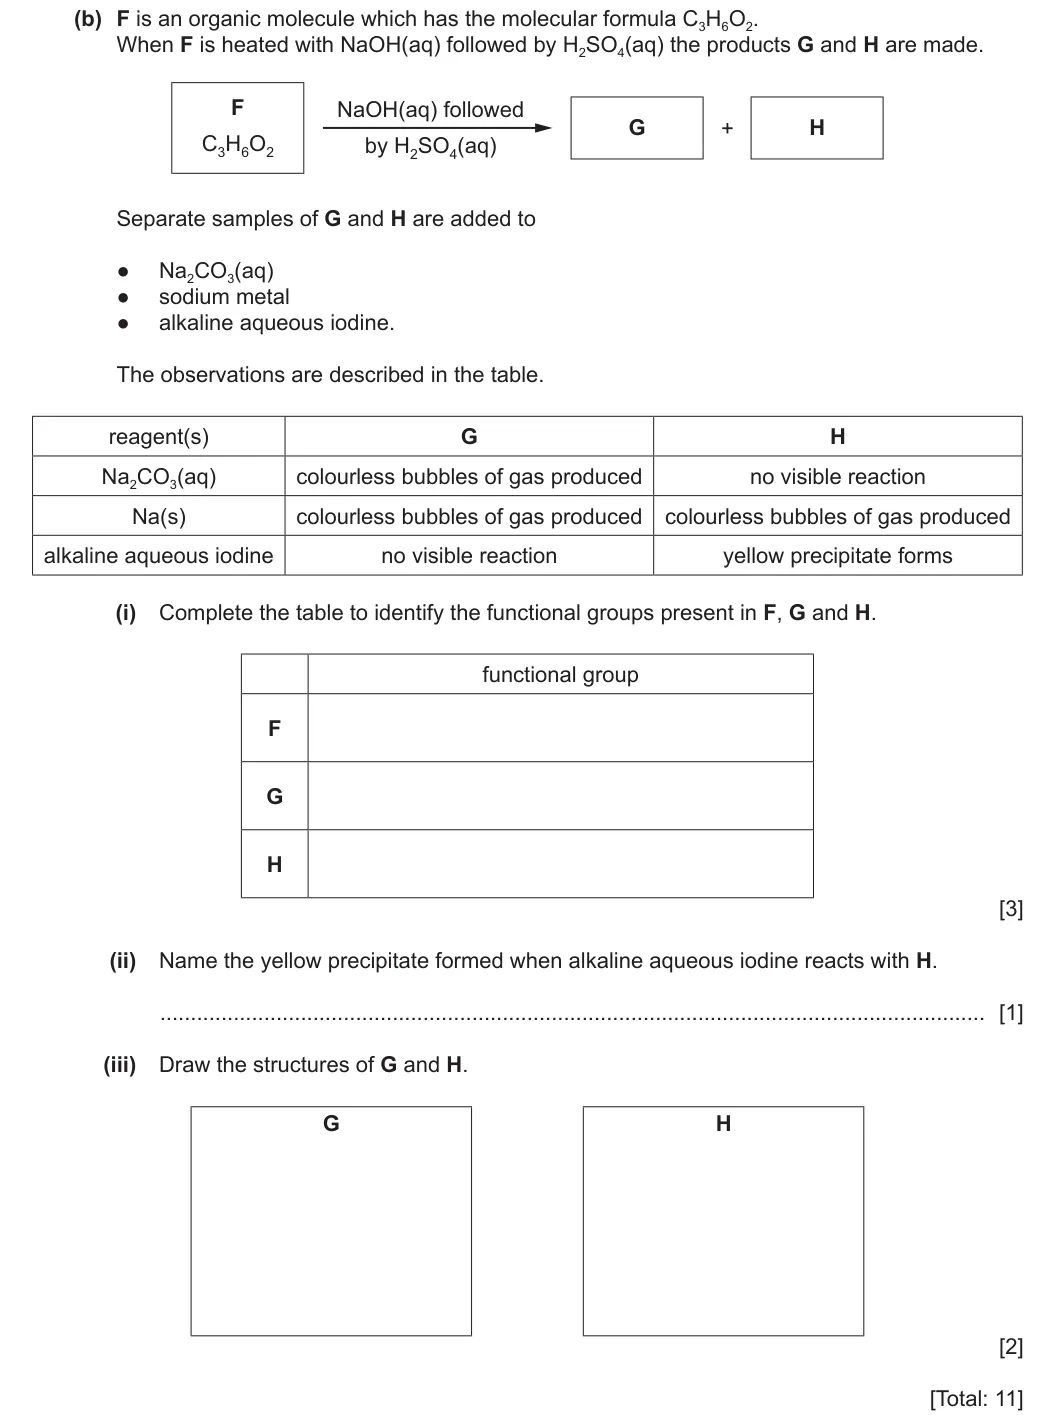 (b) F is an organic molecule which has the molecular formula C₃H₆O₂.
When F is heated with NaOH(aq) followed by H₂SO₄(aq) the products G and H are made.
F
C₃H₆O₂
NaOH(aq) followed
by H₂SO₄(aq)
G + H
Separate samples of G and H are added to
● Na₂CO₃(aq)
● sodium metal
● alkaline aqueous iodine.
The observations are described in the table.
reagent(s) G H
Na₂CO₃(aq) colourless bubbles of gas produced no visible reaction
Na(s) colourless bubbles of gas produced colourless bubbles of gas produced
alkaline aqueous iodine no visible reaction yellow precipitate forms
(i) Complete the table to identify the functional groups present in F, G and H.
functional group
F
G
H
[3]
(ii) Name the yellow precipitate formed when alkaline aqueous iodine reacts with H.
...................................................................................................................................... [1]
(iii) Draw the structures of G and H.
G H
[2]
[Total: 11]